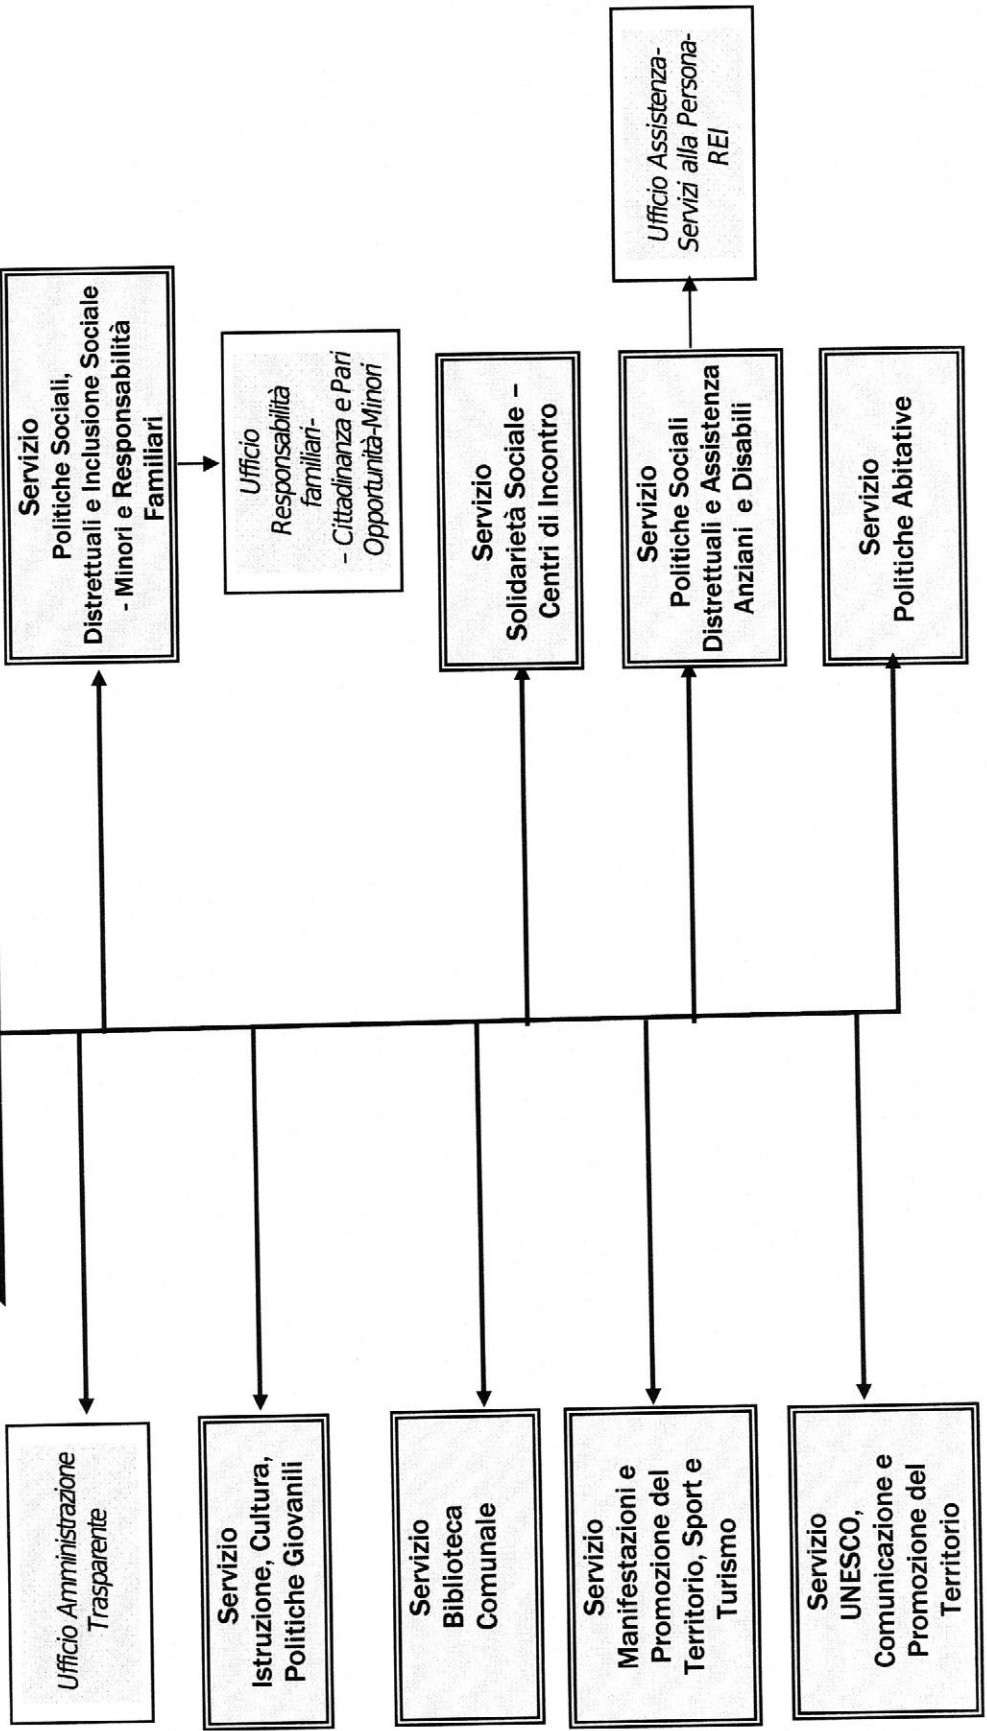 Ufficio Amministrazione
Trasparente
Servizio
Istruzione, Cultura,
Politiche Giovanili
Servizio
Biblioteca
Comunale
Servizio
Manifestazioni e
Promozione del
Territorio, Sport e
Turismo
Servizio
UNESCO,
Comunicazione e
Promozione del
Territorio
Servizio
Politiche Sociali,
Distrettuali e Inclusione Sociale
- Minori e Responsabilità
Familiari
Ufficio
Responsabilità
familiari-
- Cittadinanza e Pari
Opportunità-Minori
Servizio
Solidarietà Sociale –
Centri di Incontro
Servizio
Politiche Sociali
Distrettuali e Assistenza
Anziani e Disabili
Ufficio Assistenza-
Servizi alla Persona-
REI
Servizio
Politiche Abitative